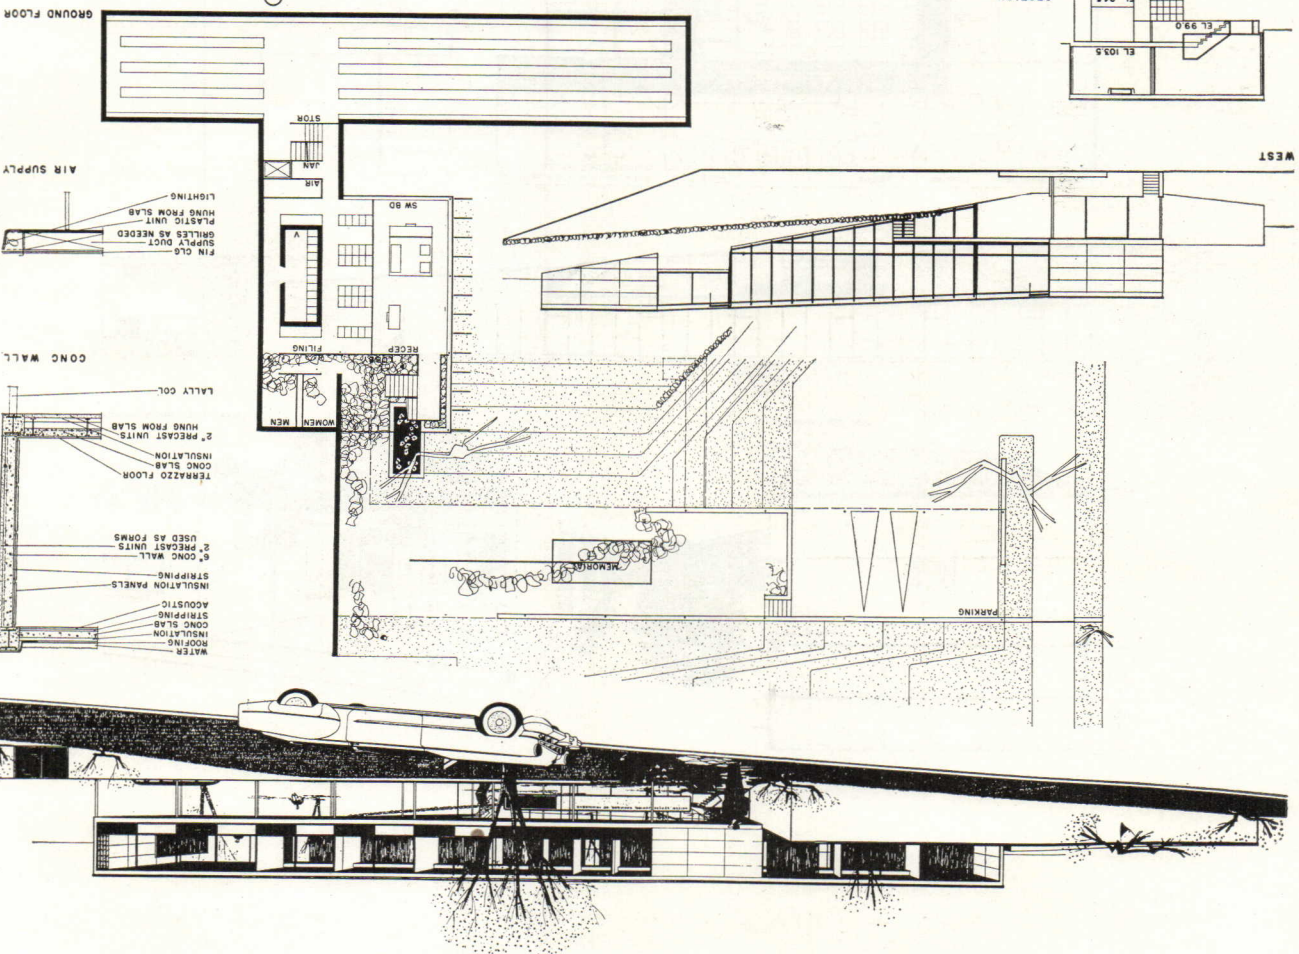 WATER
ROOFING
INSULATION
CONC SLAB
STRIPPING
ACOUSTIC
INSULATION PANELS
STRIPPING
6" CONC WALL
2" PRECAST UNITS
USED AS FORMS
TERRAZZO FLOOR
CONC SLAB
INSULATION
2" PRECAST UNITS
HUNG FROM SLAB
LALLY COL
CONC WALL
FIN CLG
SUPPLY DUCT
GRILLES AS NEEDED
PLASTIC UNIT
HUNG FROM SLAB
LIGHTING
AIR SUPPLY
PARKING
MEMORIAL
WOMEN
MEN
RECEP
LOBBY
FILING
V
SW BD
AIR
JAN
STOR
GROUND FLOOR
WEST
EL 103.5
EL 99.0